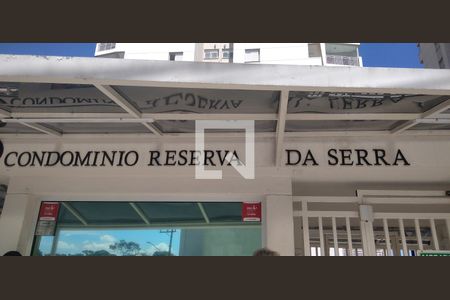 CONDOMINIO RESERVA DA SERRA